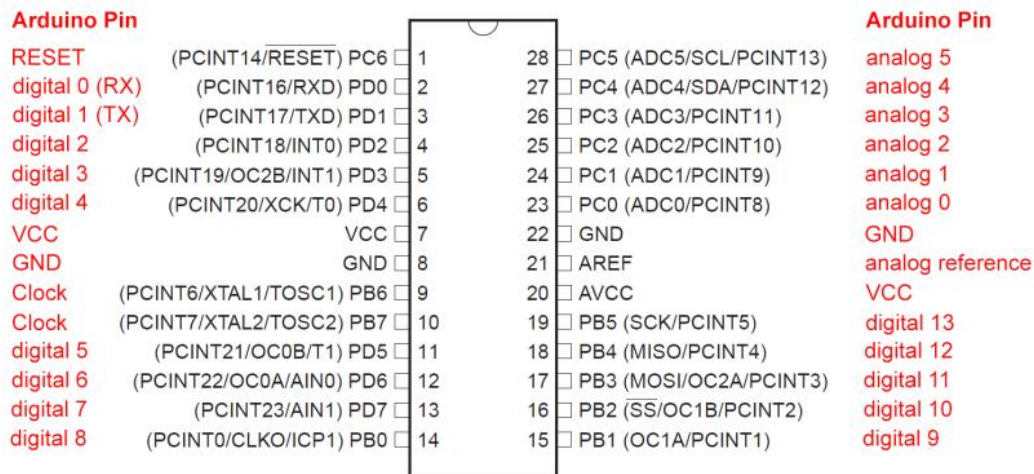 Arduino Pin Arduino Pin
RESET (PCINT14/RESET) PC6 1 28 PC5 (ADC5/SCL/PCINT13) analog 5
digital 0 (RX) (PCINT16/RXD) PD0 2 27 PC4 (ADC4/SDA/PCINT12) analog 4
digital 1 (TX) (PCINT17/TXD) PD1 3 26 PC3 (ADC3/PCINT11) analog 3
digital 2 (PCINT18/INT0) PD2 4 25 PC2 (ADC2/PCINT10) analog 2
digital 3 (PCINT19/OC2B/INT1) PD3 5 24 PC1 (ADC1/PCINT9) analog 1
digital 4 (PCINT20/XCK/T0) PD4 6 23 PC0 (ADC0/PCINT8) analog 0
VCC VCC 7 22 GND GND
GND GND 8 21 AREF analog reference
Clock (PCINT6/XTAL1/TOSC1) PB6 9 20 AVCC VCC
Clock (PCINT7/XTAL2/TOSC2) PB7 10 19 PB5 (SCK/PCINT5) digital 13
digital 5 (PCINT21/OC0B/T1) PD5 11 18 PB4 (MISO/PCINT4) digital 12
digital 6 (PCINT22/OC0A/AIN0) PD6 12 17 PB3 (MOSI/OC2A/PCINT3) digital 11
digital 7 (PCINT23/AIN1) PD7 13 16 PB2 (SS/OC1B/PCINT2) digital 10
digital 8 (PCINT0/CLKO/ICP1) PB0 14 15 PB1 (OC1A/PCINT1) digital 9